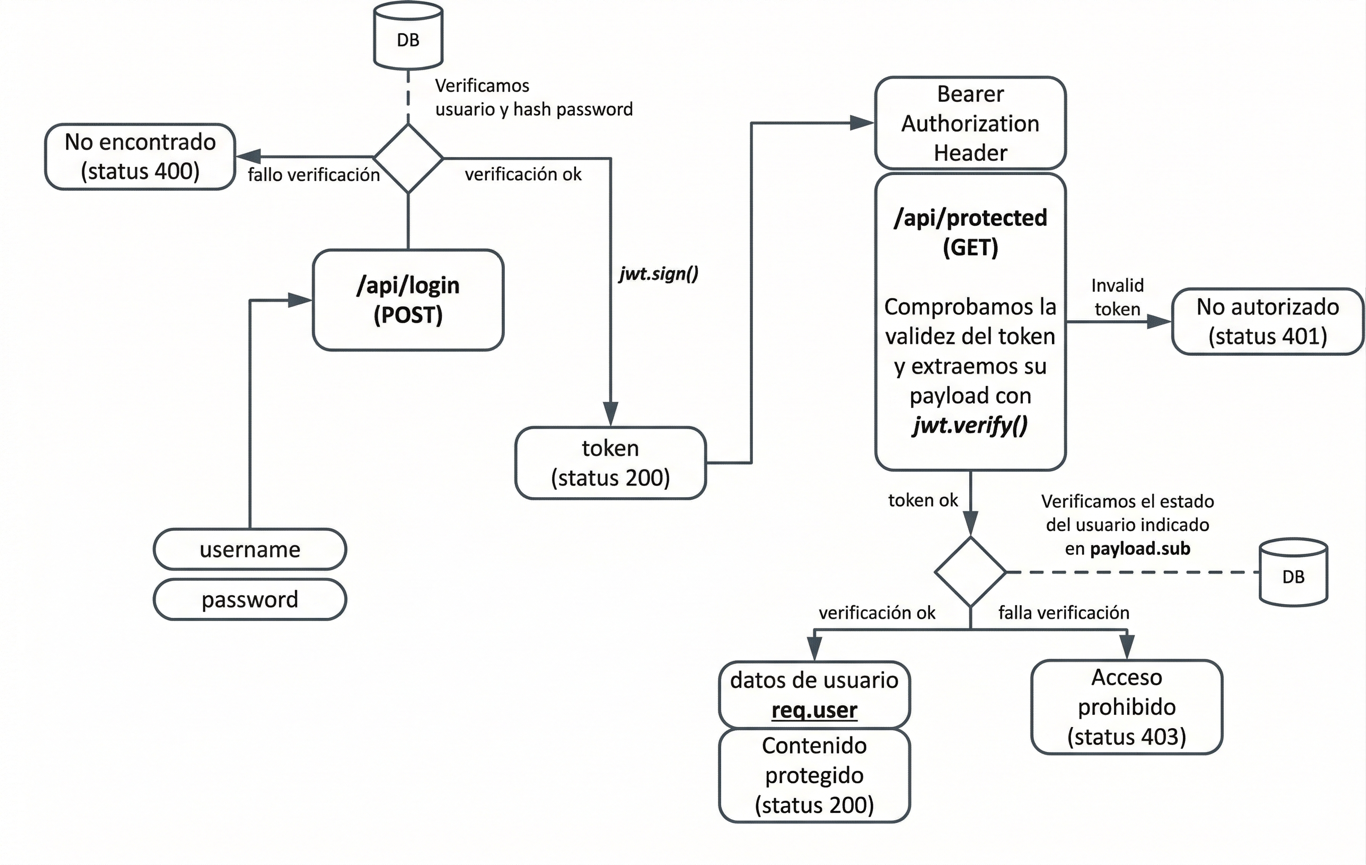 DB
Verificamos
usuario y hash password
No encontrado
(status 400)
fallo verificación
verificación ok
/api/login
(POST)
jwt.sign()
username
password
token
(status 200)
Bearer
Authorization
Header
/api/protected
(GET)
Comprobamos la
validez del token
y extraemos su
payload con
jwt.verify()
Invalid
token
No autorizado
(status 401)
token ok
Verificamos el estado
del usuario indicado
en payload.sub
DB
verificación ok
falla verificación
datos de usuario
req.user
Contenido
protegido
(status 200)
Acceso
prohibido
(status 403)